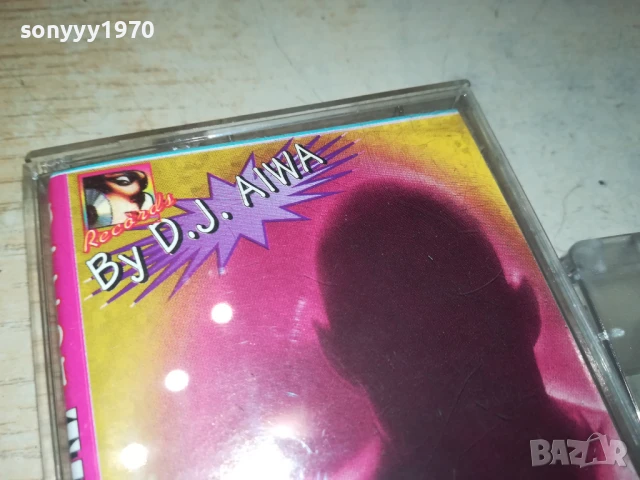 sonyyy1970
Records
By D.J. AIWA
BAZAR